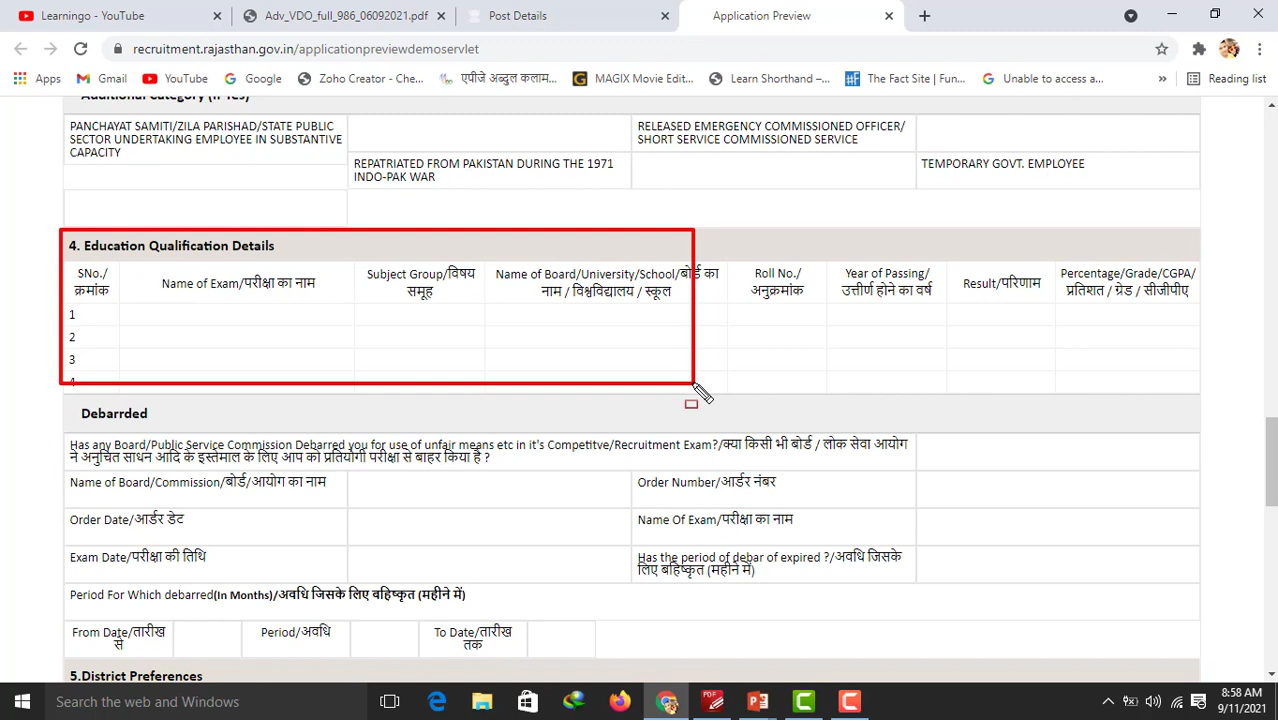 Learningo - YouTube
Adv_VDO_full_986_06092021.pdf
Post Details
Application Preview
recruitment.rajasthan.gov.in/applicationpreviewdemoservlet
Apps
Gmail
YouTube
Google
Zoho Creator - Che...
एपीजे अब्दुल कलाम...
MAGIX Movie Edit...
Learn Shorthand –...
The Fact Site | Fun...
Unable to access a...
»
Reading list
Additional Category (If Yes)
PANCHAYAT SAMITI/ZILA PARISHAD/STATE PUBLIC
SECTOR UNDERTAKING EMPLOYEE IN SUBSTANTIVE
CAPACITY
RELEASED EMERGENCY COMMISSIONED OFFICER/
SHORT SERVICE COMMISSIONED SERVICE
REPATRIATED FROM PAKISTAN DURING THE 1971
INDO-PAK WAR
TEMPORARY GOVT. EMPLOYEE
4. Education Qualification Details
SNo./
क्रमांक
Name of Exam/परीक्षा का नाम
Subject Group/विषय
समूह
Name of Board/University/School/बोर्ड का
नाम / विश्वविद्यालय / स्कूल
Roll No./
अनुक्रमांक
Year of Passing/
उत्तीर्ण होने का वर्ष
Result/परिणाम
Percentage/Grade/CGPA/
प्रतिशत / ग्रेड / सीजीपीए
1
2
3
4
Debarrded
Has any Board/Public Service Commission Debarred you for use of unfair means etc in it's Competitve/Recruitment Exam?/क्या किसी भी बोर्ड / लोक सेवा आयोग
ने अनुचित साधन आदि के इस्तेमाल के लिए आप को प्रतियोगी परीक्षा से बाहर किया है ?
Name of Board/Commission/बोर्ड/आयोग का नाम
Order Number/आर्डर नंबर
Order Date/आर्डर डेट
Name Of Exam/परीक्षा का नाम
Exam Date/परीक्षा की तिथि
Has the period of debar of expired ?/अवधि जिसके
लिए बहिष्कृत (महीने में)
Period For Which debarred(In Months)/अवधि जिसके लिए बहिष्कृत (महीने में)
From Date/तारीख
से
Period/अवधि
To Date/तारीख
तक
5.District Preferences
Search the web and Windows
PDF
8:58 AM
9/11/2021